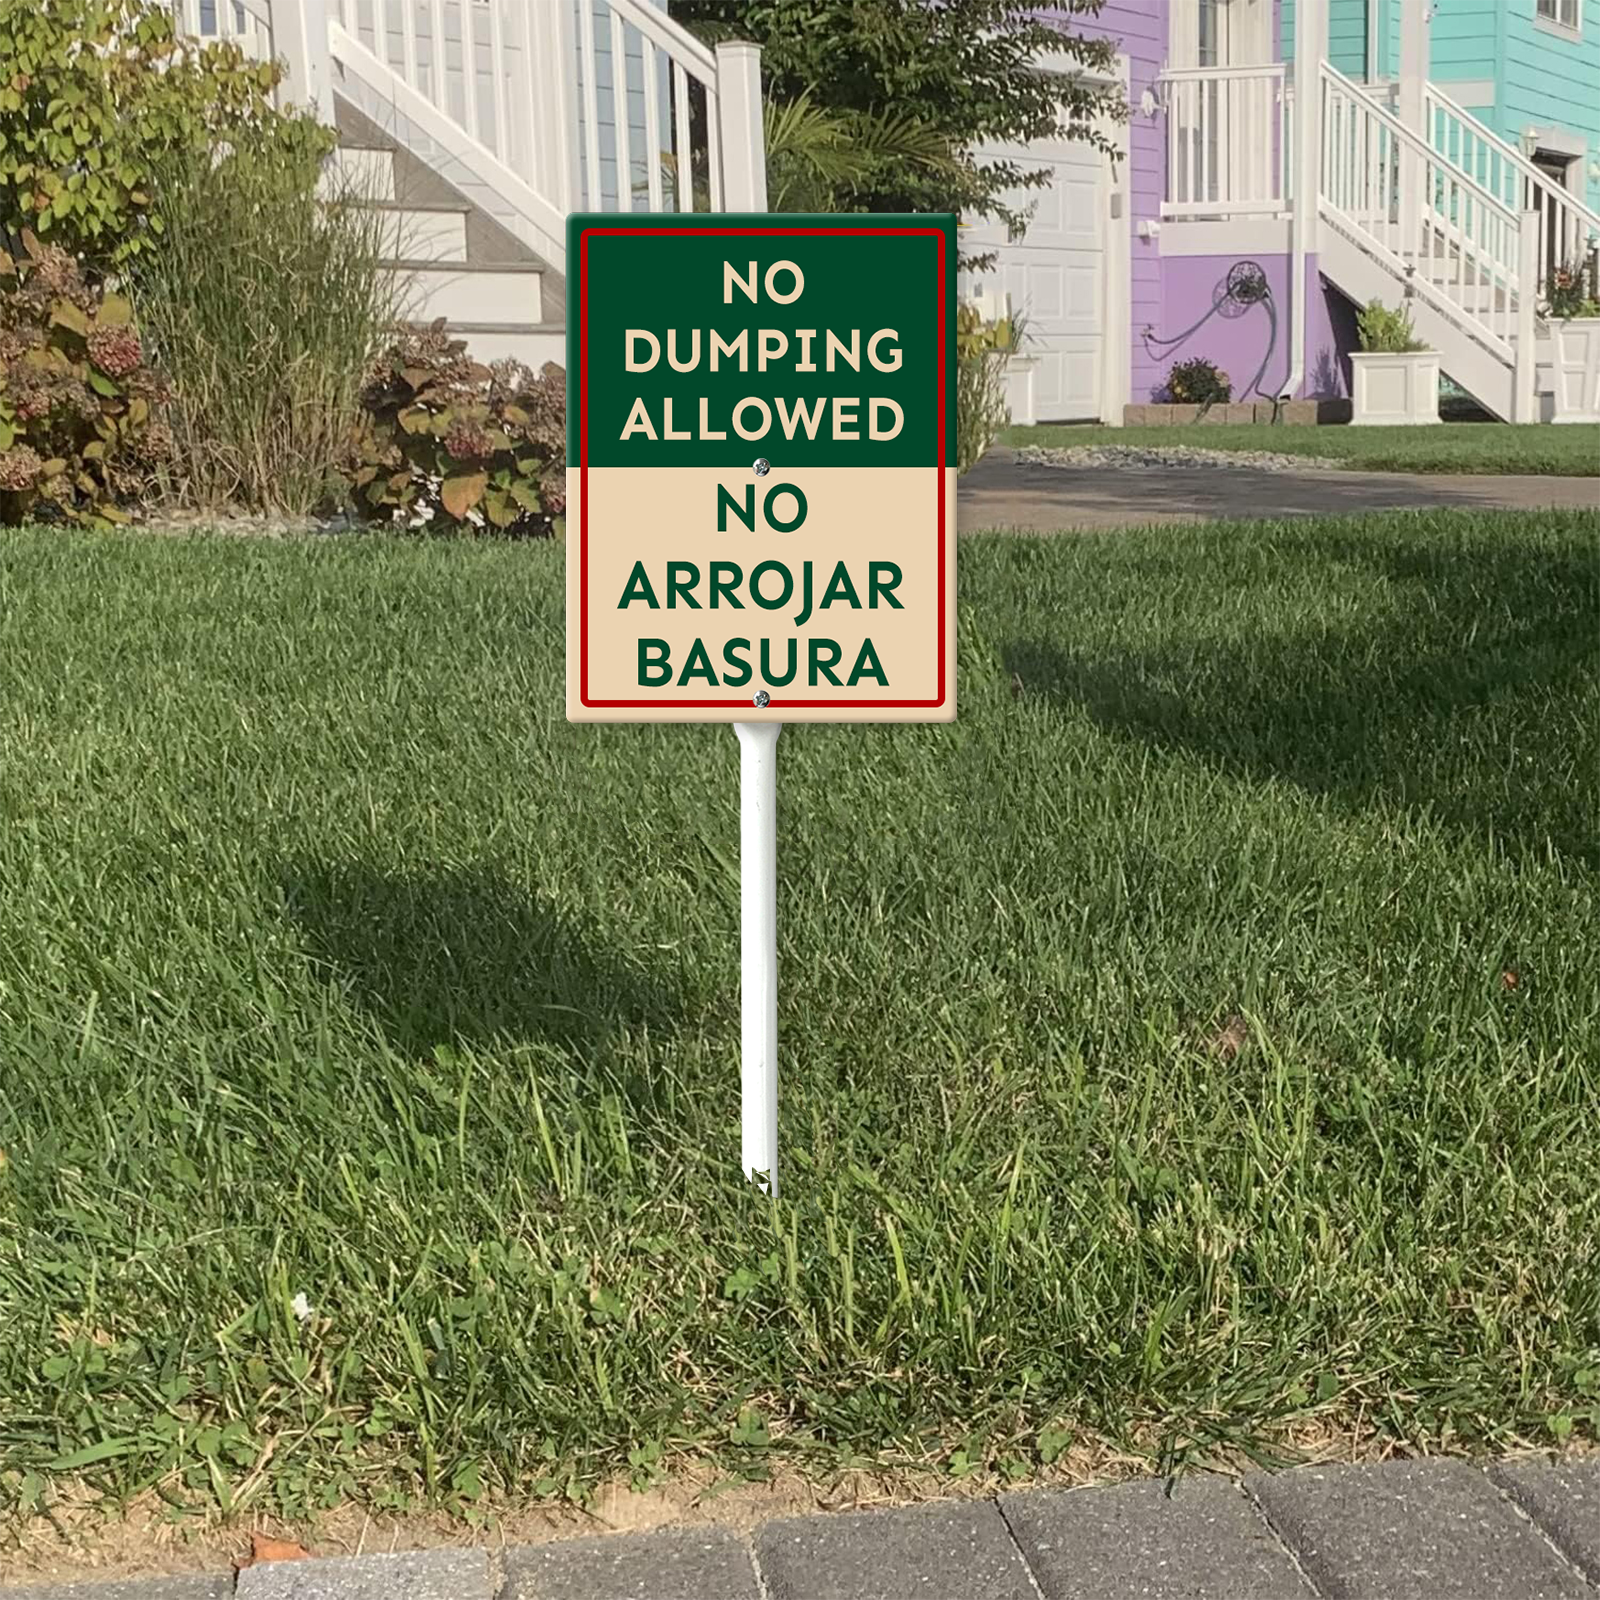 NO
DUMPING
ALLOWED
NO
ARROJAR
BASURA